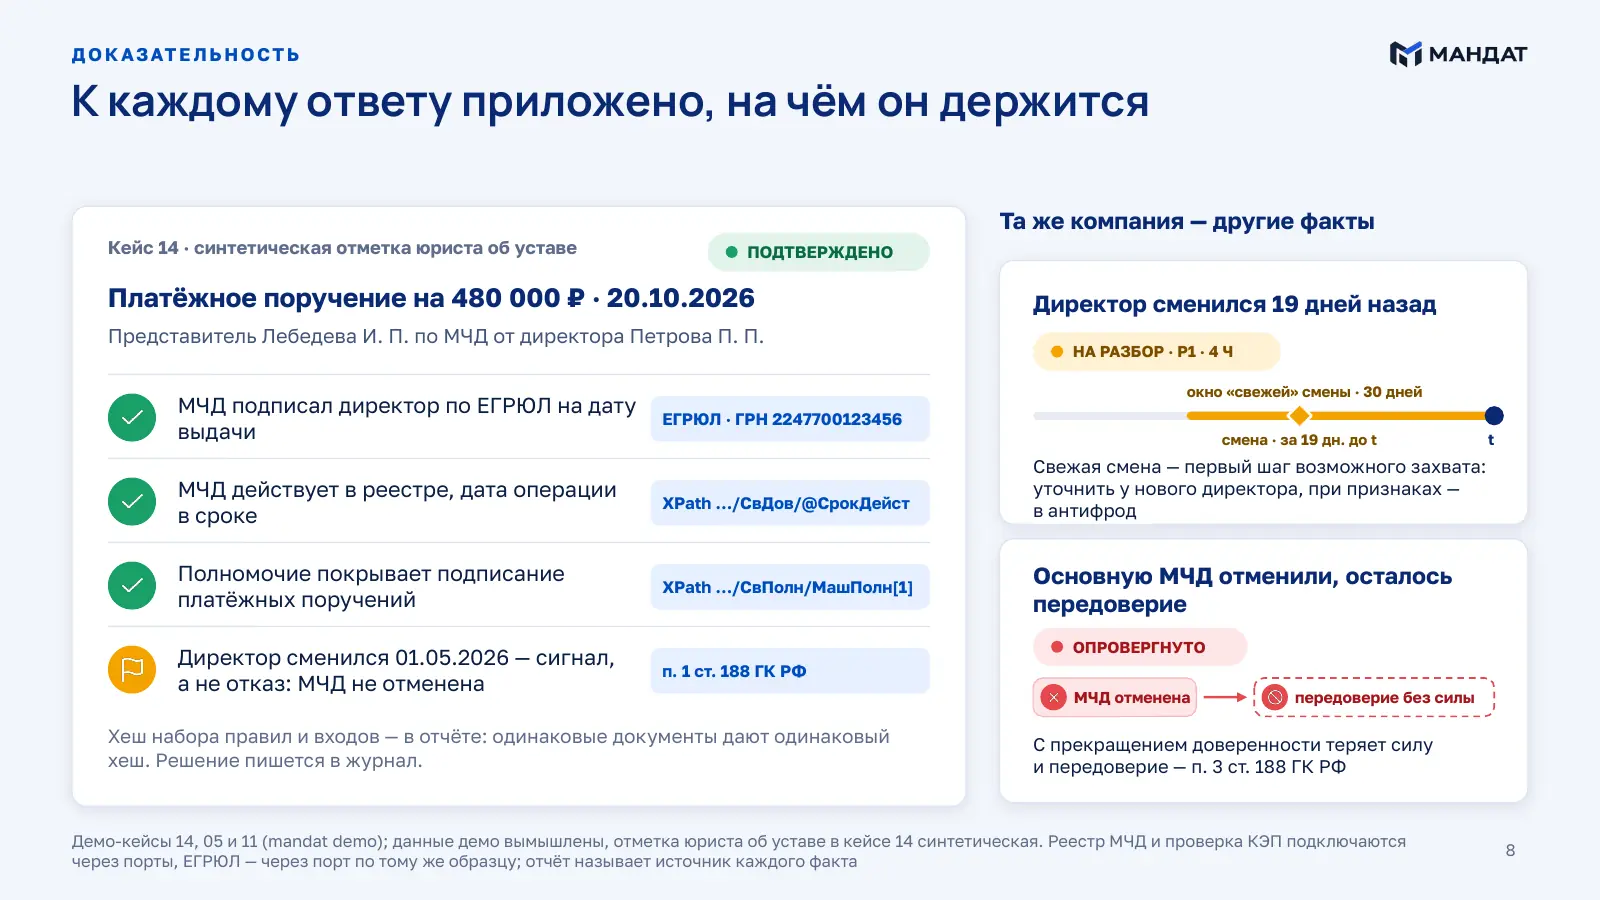 ДОКАЗАТЕЛЬНОСТЬ
МАНДАТ
К каждому ответу приложено, на чём он держится
Кейс 14 · синтетическая отметка юриста об уставе
ПОДТВЕРЖДЕНО
Платёжное поручение на 480 000 ₽ · 20.10.2026
Представитель Лебедева И. П. по МЧД от директора Петрова П. П.
МЧД подписал директор по ЕГРЮЛ на дату
выдачи
ЕГРЮЛ · ГРН 2247700123456
МЧД действует в реестре, дата операции
в сроке
XPath …/СвДов/@СрокДейст
Полномочие покрывает подписание
платёжных поручений
XPath …/СвПолн/МашПолн[1]
Директор сменился 01.05.2026 — сигнал,
а не отказ: МЧД не отменена
п. 1 ст. 188 ГК РФ
Хеш набора правил и входов — в отчёте: одинаковые документы дают одинаковый
хеш. Решение пишется в журнал.
Та же компания — другие факты
Директор сменился 19 дней назад
НА РАЗБОР · P1 · 4 Ч
окно «свежей» смены · 30 дней
смена · за 19 дн. до t
t
Свежая смена — первый шаг возможного захвата:
уточнить у нового директора, при признаках —
в антифрод
Основную МЧД отменили, осталось
передоверие
ОПРОВЕРГНУТО
МЧД отменена
передоверие без силы
С прекращением доверенности теряет силу
и передоверие — п. 3 ст. 188 ГК РФ
Демо-кейсы 14, 05 и 11 (mandat demo); данные демо вымышлены, отметка юриста об уставе в кейсе 14 синтетическая. Реестр МЧД и проверка КЭП подключаются
через порты, ЕГРЮЛ — через порт по тому же образцу; отчёт называет источник каждого факта
8